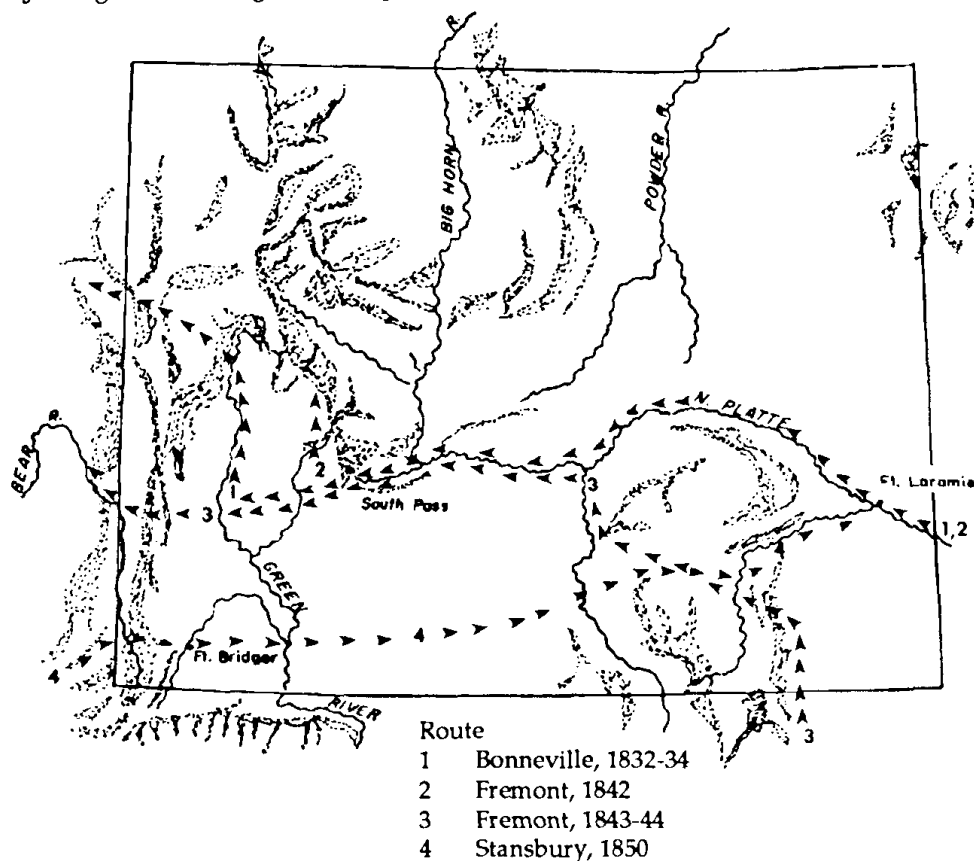 R.
BIG HORN
POWDER R.
N. PLATTE
BEAR R.
2
1
3
South Pass
3
Ft. Laramie
1,2
GREEN
4
4
Ft. Bridger
RIVER
3
Route
1 Bonneville, 1832-34
2 Fremont, 1842
3 Fremont, 1843-44
4 Stansbury, 1850